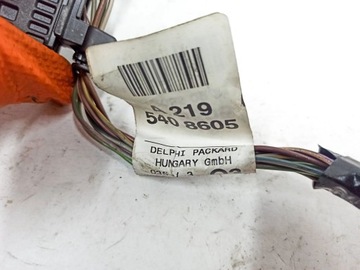 A 219
540 8605
DELPHI PACKARD
HUNGARY GmbH